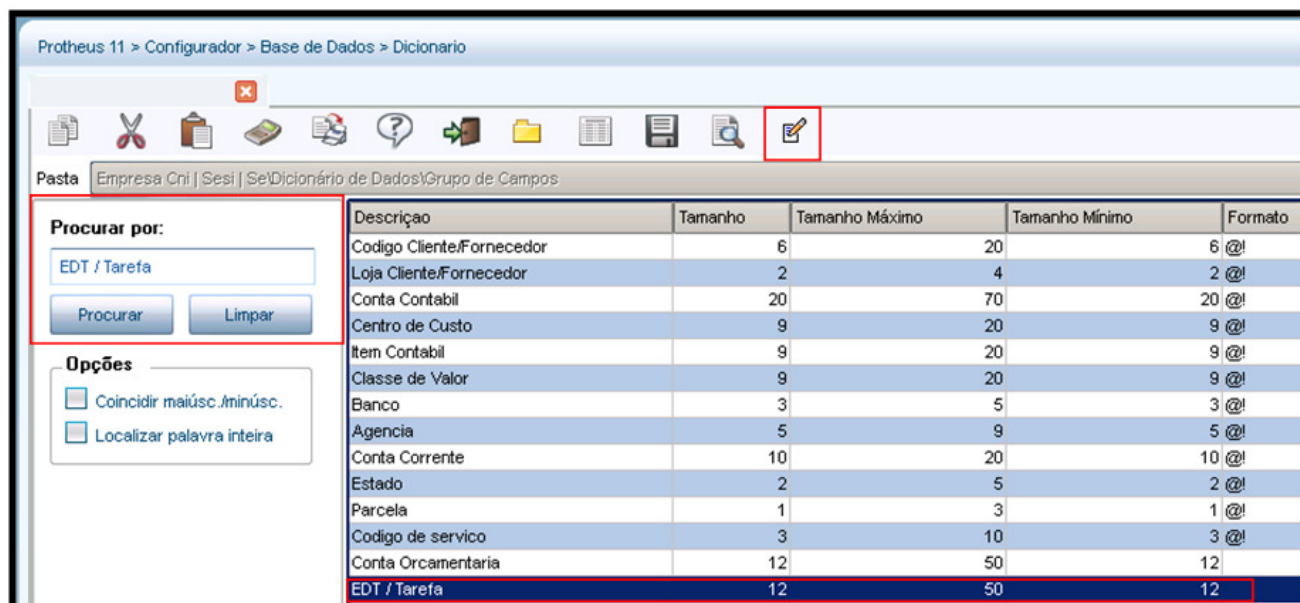 Protheus 11 > Configurador > Base de Dados > Dicionario
Pasta Empresa Cni | Sesi | Se\Dicionário de Dados\Grupo de Campos
Procurar por:
EDT / Tarefa
Procurar Limpar
Opções
Coincidir maiúsc./minúsc.
Localizar palavra inteira
Descriçao Tamanho Tamanho Máximo Tamanho Mínimo Formato
Codigo Cliente/Fornecedor 6 20 6 @!
Loja Cliente/Fornecedor 2 4 2 @!
Conta Contabil 20 70 20 @!
Centro de Custo 9 20 9 @!
Item Contabil 9 20 9 @!
Classe de Valor 9 20 9 @!
Banco 3 5 3 @!
Agencia 5 9 5 @!
Conta Corrente 10 20 10 @!
Estado 2 5 2 @!
Parcela 1 3 1 @!
Codigo de servico 3 10 3 @!
Conta Orcamentaria 12 50 12
EDT / Tarefa 12 50 12